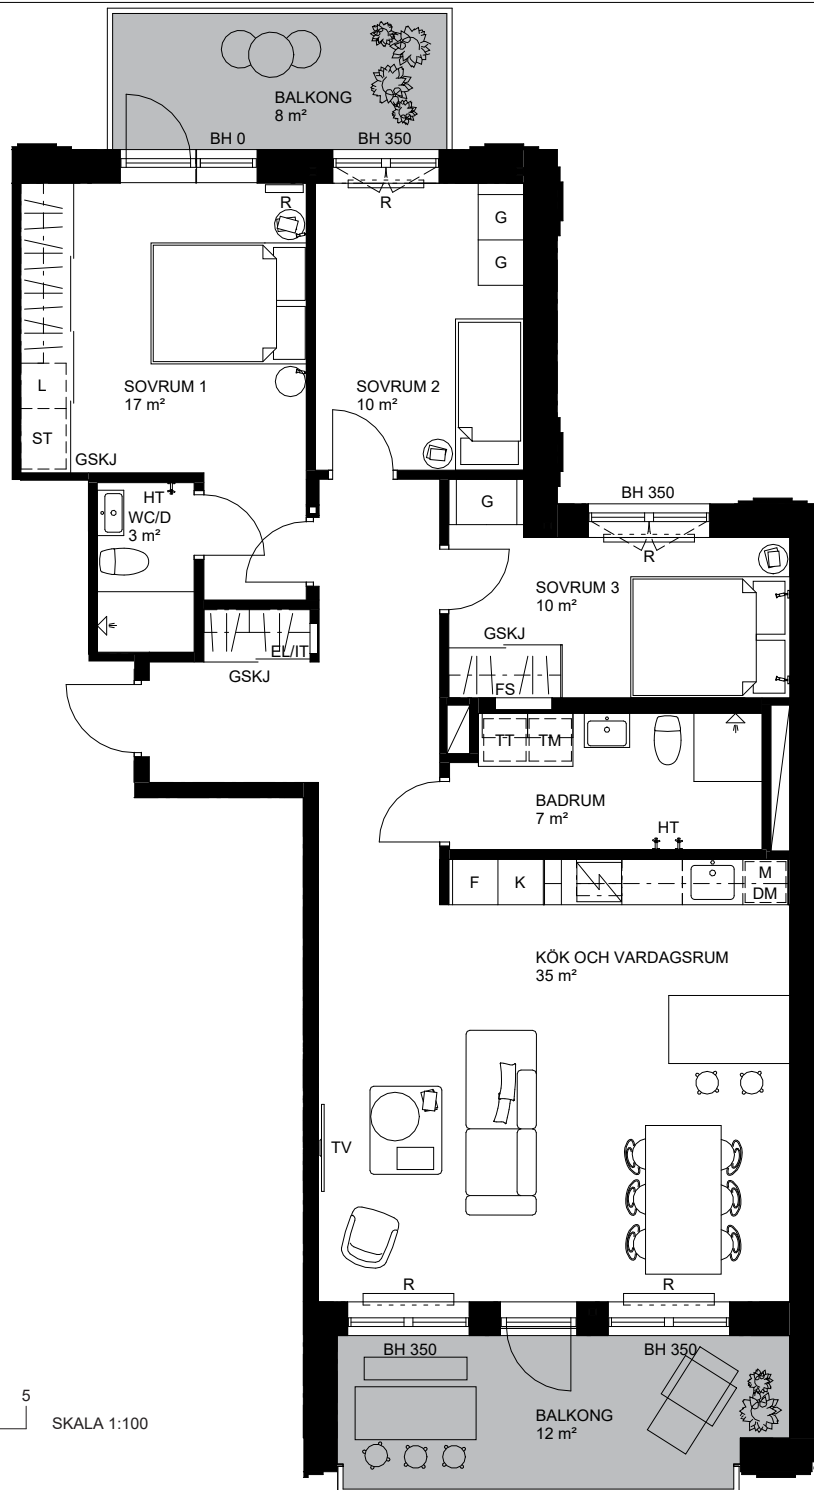 BALKONG
8 m²
BH 0
BH 350
R
R
G
G
SOVRUM 1
17 m²
SOVRUM 2
10 m²
L
ST
GSKJ
HT
WC/D
3 m²
G
BH 350
R
SOVRUM 3
10 m²
GSKJ
FS
EL/IT
GSKJ
TT
TM
BADRUM
7 m²
HT
F
K
M
DM
KÖK OCH VARDAGSRUM
35 m²
TV
R
R
BH 350
BH 350
BALKONG
12 m²
5
SKALA 1:100